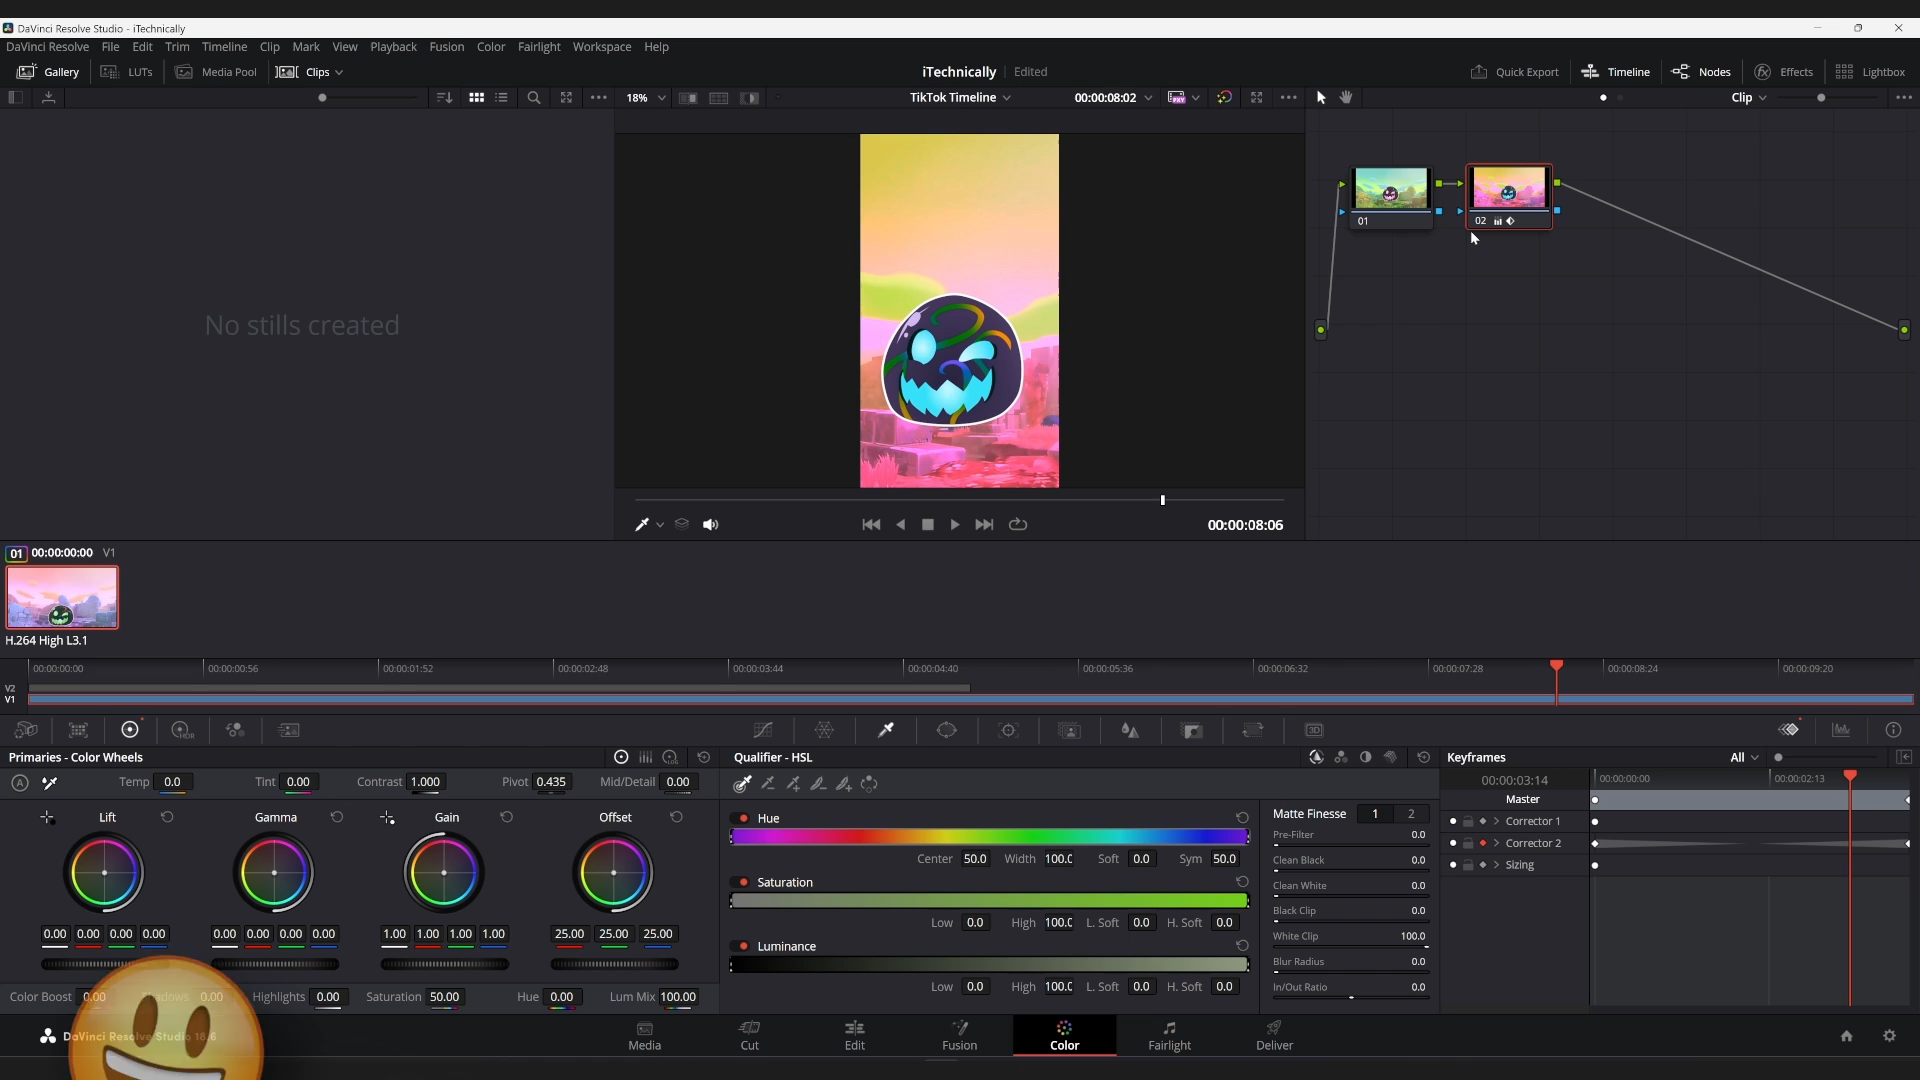 DaVinci Resolve Studio - iTechnically
DaVinci Resolve File Edit Trim Timeline Clip Mark View Playback Fusion Color Fairlight Workspace Help
Gallery LUTs Media Pool Clips iTechnically Edited Quick Export Timeline Nodes Effects Lightbox
18% TikTok Timeline 00:00:08:02 Clip
No stills created
01
02
00:00:08:06
01 00:00:00:00 V1
H.264 High L3.1
00:00:00:00 00:00:00:56 00:00:01:52 00:00:02:48 00:00:03:44 00:00:04:40 00:00:05:36 00:00:06:32 00:00:07:28 00:00:08:24 00:00:09:20
V2
V1
Primaries - Color Wheels
Temp 0.0 Tint 0.00 Contrast 1.000 Pivot 0.435 Mid/Detail 0.00
Lift Gamma Gain Offset
0.00 0.00 0.00 0.00 0.00 0.00 0.00 0.00 1.00 1.00 1.00 1.00 25.00 25.00 25.00
Color Boost 0.00 Shadows 0.00 Highlights 0.00 Saturation 50.00 Hue 0.00 Lum Mix 100.00
Qualifier - HSL
Hue
Center 50.0 Width 100.0 Soft 0.0 Sym 50.0
Saturation
Low 0.0 High 100.0 L. Soft 0.0 H. Soft 0.0
Luminance
Low 0.0 High 100.0 L. Soft 0.0 H. Soft 0.0
Matte Finesse 1 2
Pre-Filter 0.0
Clean Black 0.0
Clean White 0.0
Black Clip 0.0
White Clip 100.0
Blur Radius 0.0
In/Out Ratio 0.0
Keyframes All
00:00:03:14 00:00:00:00 00:00:02:13
Master
Corrector 1
Corrector 2
Sizing
DaVinci Resolve Studio 18.6
Media Cut Edit Fusion Color Fairlight Deliver